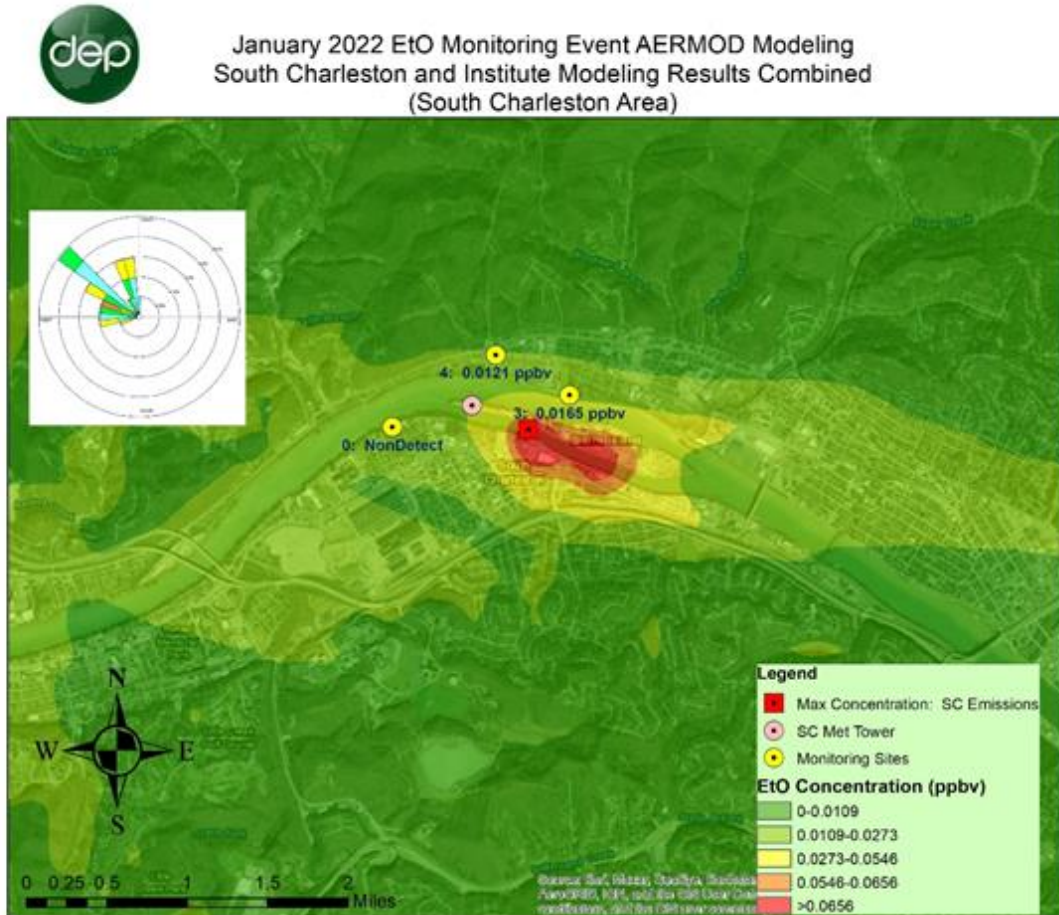 dep
January 2022 EtO Monitoring Event AERMOD Modeling
South Charleston and Institute Modeling Results Combined
(South Charleston Area)
4: 0.0121 ppbv
3: 0.0165 ppbv
0: NonDetect
N
W E
S
0 0.25 0.5 1 1.5 2
Miles
Legend
Max Concentration: SC Emissions
SC Met Tower
Monitoring Sites
EtO Concentration (ppbv)
0-0.0109
0.0109-0.0273
0.0273-0.0546
0.0546-0.0656
>0.0656